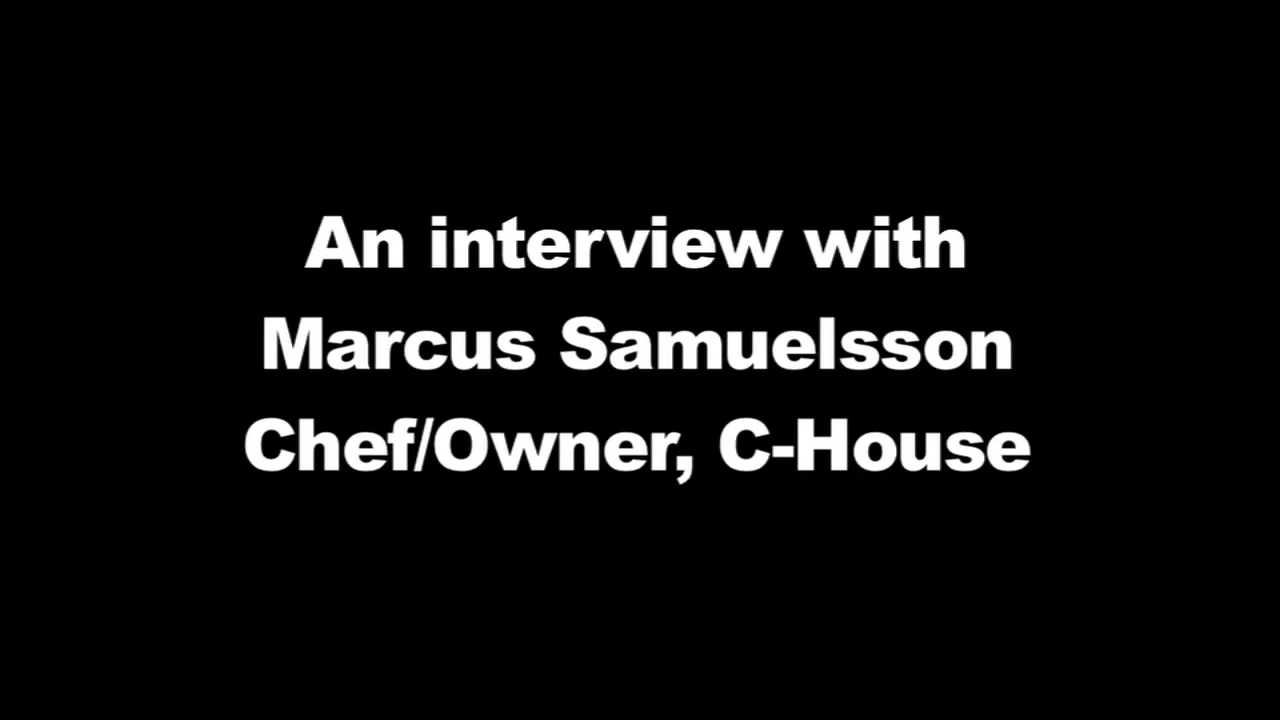 An interview with
Marcus Samuelsson
Chef/Owner, C-House